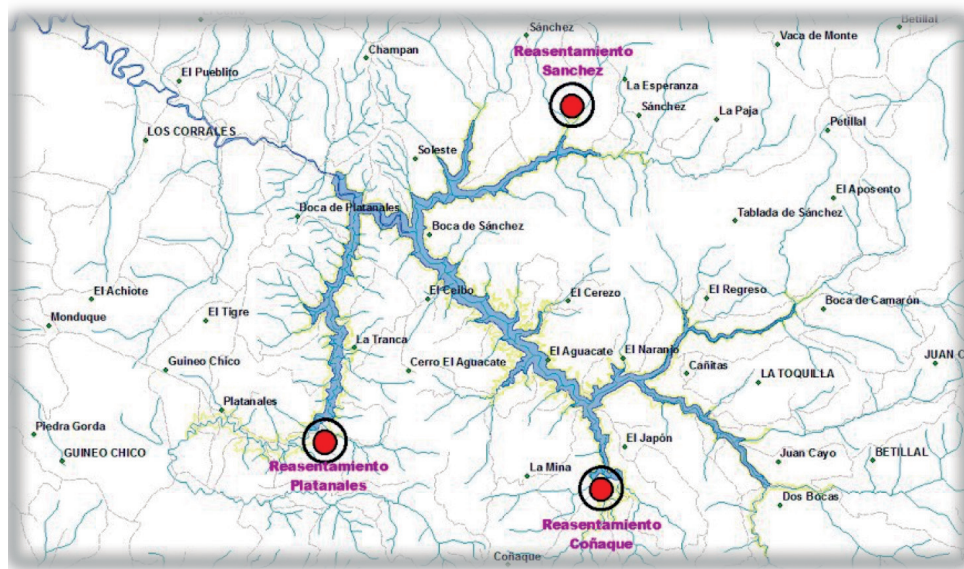 Sánchez
Betillal
Vaca de Monte
Champan
Reasentamiento
Sanchez
El Pueblito
La Esperanza
Sánchez
La Paja
Petillal
LOS CORRALES
Soleste
El Aposento
Boca de Platanales
Tablada de Sánchez
Boca de Sánchez
El Achiote
El Ceibo
El Cerezo
El Regreso
Boca de Camarón
Monduque
El Tigre
La Tranca
El Aguacate
El Naranjo
Guineo Chico
Cerro El Aguacate
Cañitas
JUAN C
LA TOQUILLA
Platanales
Piedra Gorda
El Japón
GUINEO CHICO
Reasentamiento
Platanales
La Mina
Juan Cayo
BETILLAL
Dos Bocas
Reasentamiento
Coñaque
Coñaque